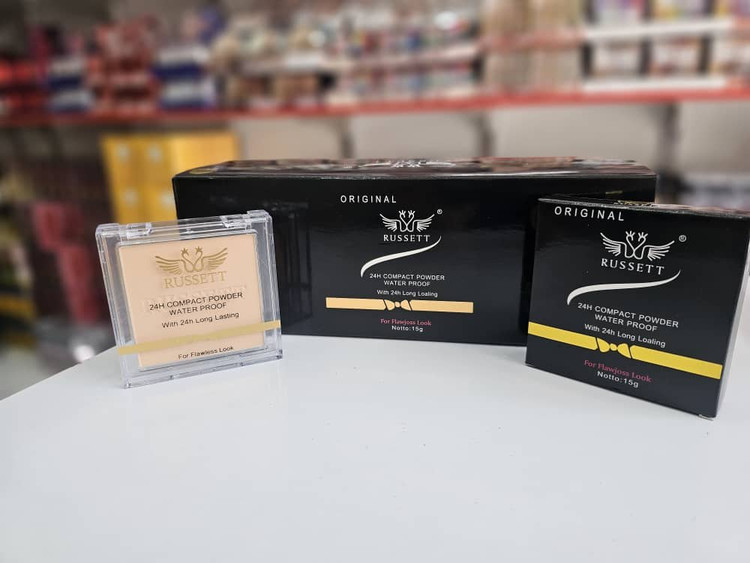 RUSSETT
24H COMPACT POWDER
WATER PROOF
With 24h Long Lasting
For Flawless Look
ORIGINAL
®
RUSSETT
24H COMPACT POWDER
WATER PROOF
With 24h Long Loaling
For Flawjoss Look
Notto:15g
ORIGINAL
®
RUSSETT
24H COMPACT POWDER
WATER PROOF
With 24h Long Loaling
For Flawjoss Look
Notto:15g